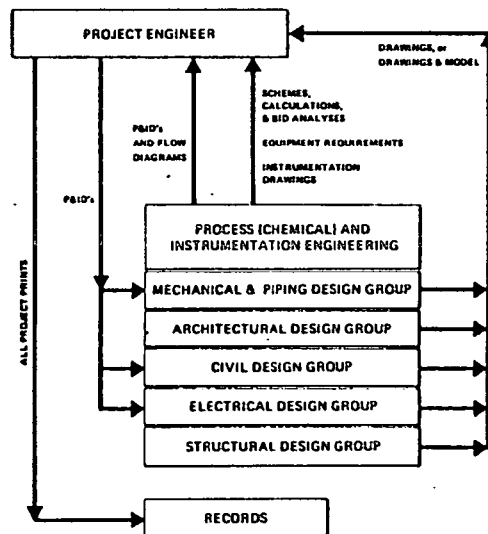 PROJECT ENGINEER
DRAWINGS, or
DRAWINGS & MODEL
SCHEMES,
CALCULATIONS,
& BID ANALYSES
EQUIPMENT REQUIREMENTS
INSTRUMENTATION
DRAWINGS
P&ID's
AND FLOW
DIAGRAMS
P&ID's
ALL PROJECT PRINTS
PROCESS (CHEMICAL) AND
INSTRUMENTATION ENGINEERING
MECHANICAL & PIPING DESIGN GROUP
ARCHITECTURAL DESIGN GROUP
CIVIL DESIGN GROUP
ELECTRICAL DESIGN GROUP
STRUCTURAL DESIGN GROUP
RECORDS